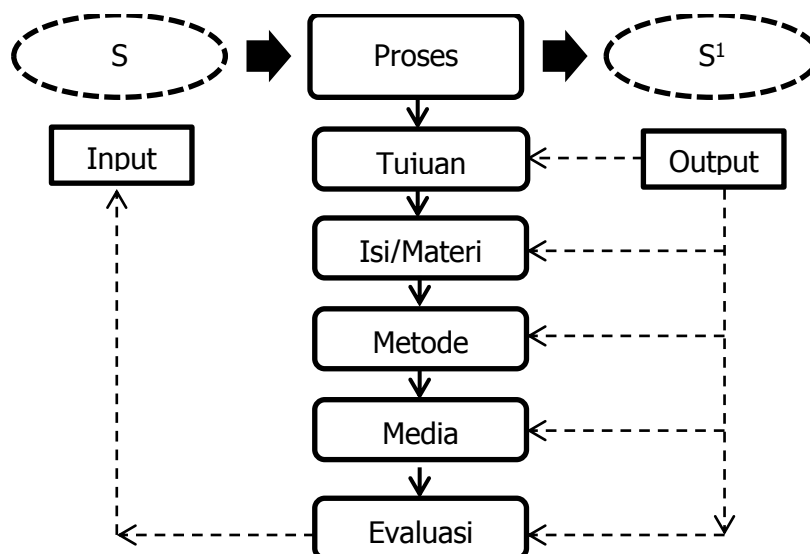 S
Proses
S¹
Input
Tujuan
Output
Isi/Materi
Metode
Media
Evaluasi